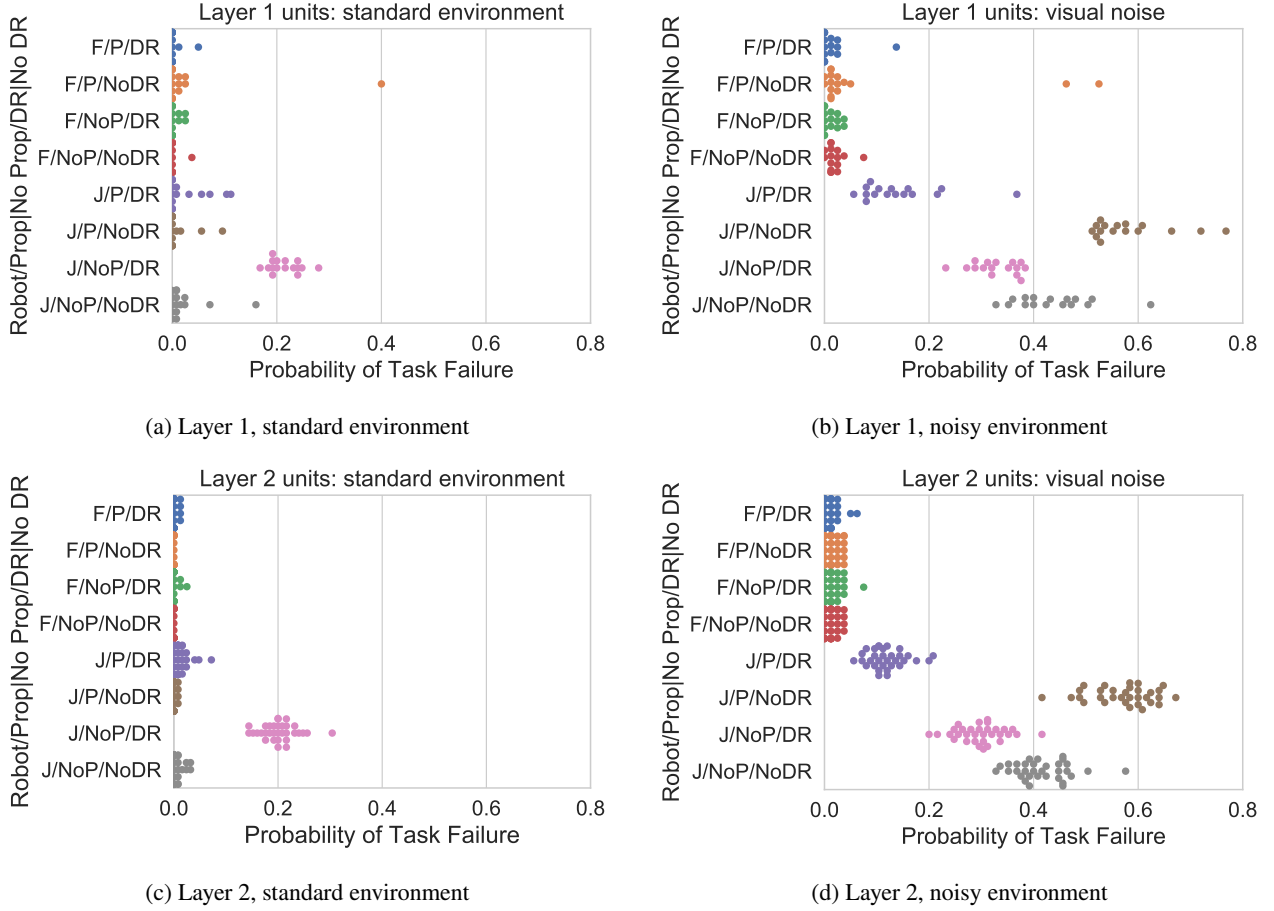 Layer 1 units: standard environment
Robot/Prop|No Prop/DR|No DR
F/P/DR
F/P/NoDR
F/NoP/DR
F/NoP/NoDR
J/P/DR
J/P/NoDR
J/NoP/DR
J/NoP/NoDR
0.0 0.2 0.4 0.6 0.8
Probability of Task Failure
(a) Layer 1, standard environment
Layer 1 units: visual noise
Robot/Prop|No Prop/DR|No DR
F/P/DR
F/P/NoDR
F/NoP/DR
F/NoP/NoDR
J/P/DR
J/P/NoDR
J/NoP/DR
J/NoP/NoDR
0.0 0.2 0.4 0.6 0.8
Probability of Task Failure
(b) Layer 1, noisy environment
Layer 2 units: standard environment
Robot/Prop|No Prop/DR|No DR
F/P/DR
F/P/NoDR
F/NoP/DR
F/NoP/NoDR
J/P/DR
J/P/NoDR
J/NoP/DR
J/NoP/NoDR
0.0 0.2 0.4 0.6 0.8
Probability of Task Failure
(c) Layer 2, standard environment
Layer 2 units: visual noise
Robot/Prop|No Prop/DR|No DR
F/P/DR
F/P/NoDR
F/NoP/DR
F/NoP/NoDR
J/P/DR
J/P/NoDR
J/NoP/DR
J/NoP/NoDR
0.0 0.2 0.4 0.6 0.8
Probability of Task Failure
(d) Layer 2, noisy environment